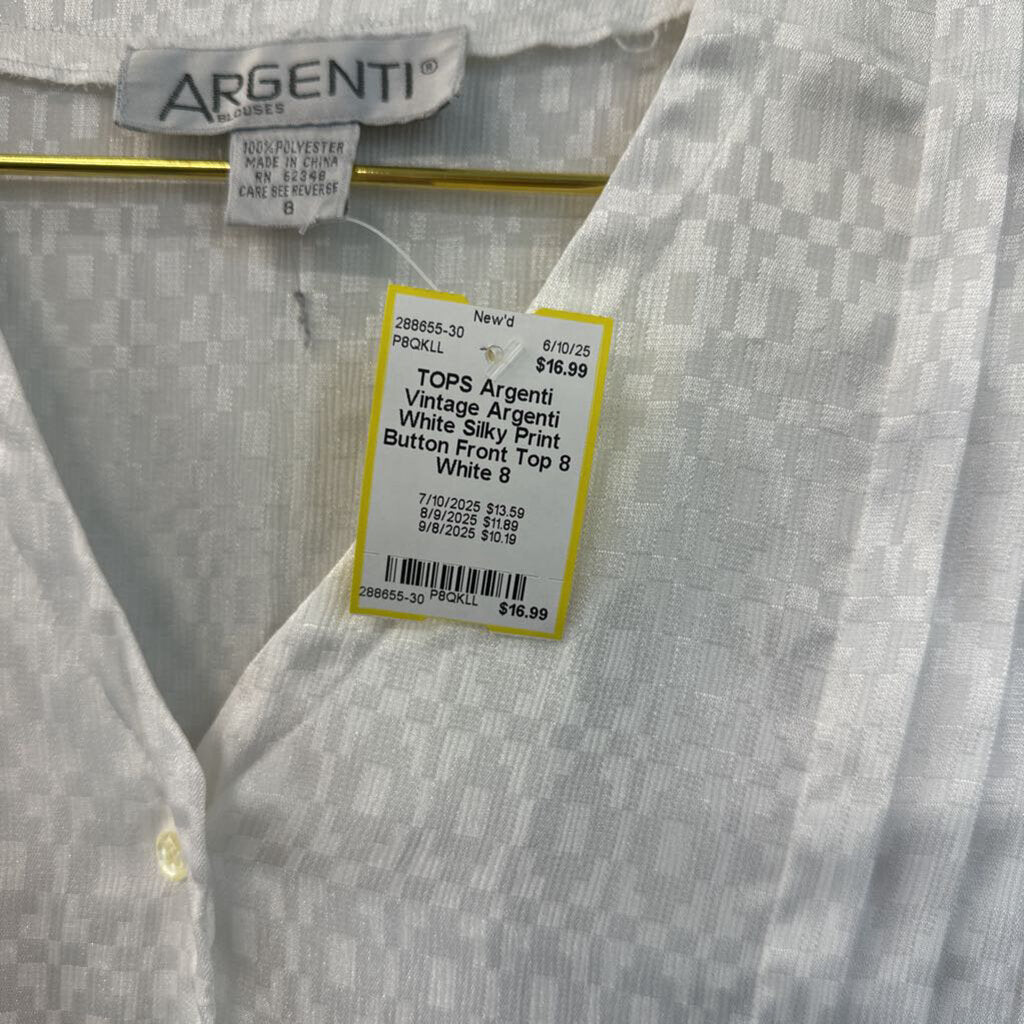 ARGENTI®
BLOUSES
100% POLYESTER
MADE IN CHINA
RN 62348
CARE SEE REVERSE
8
New'd
288655-30
P8QKLL
6/10/25
$16.99
TOPS Argenti
Vintage Argenti
White Silky Print
Button Front Top 8
White 8
7/10/2025 $13.59
8/9/2025 $11.89
9/8/2025 $10.19
288655-30 P8QKLL $16.99